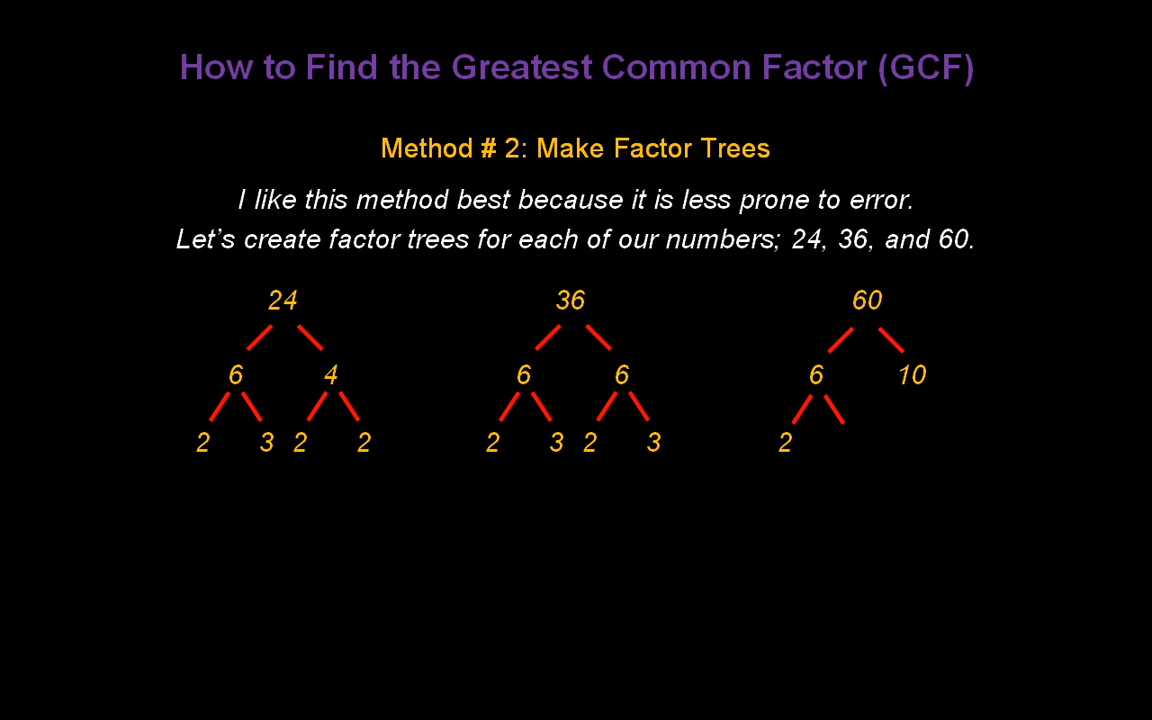 How to Find the Greatest Common Factor (GCF)
Method # 2: Make Factor Trees
I like this method best because it is less prone to error.
Let’s create factor trees for each of our numbers; 24, 36, and 60.
24 36 60
6 4 6 6 6 10
2 3 2 2 2 3 2 3 2